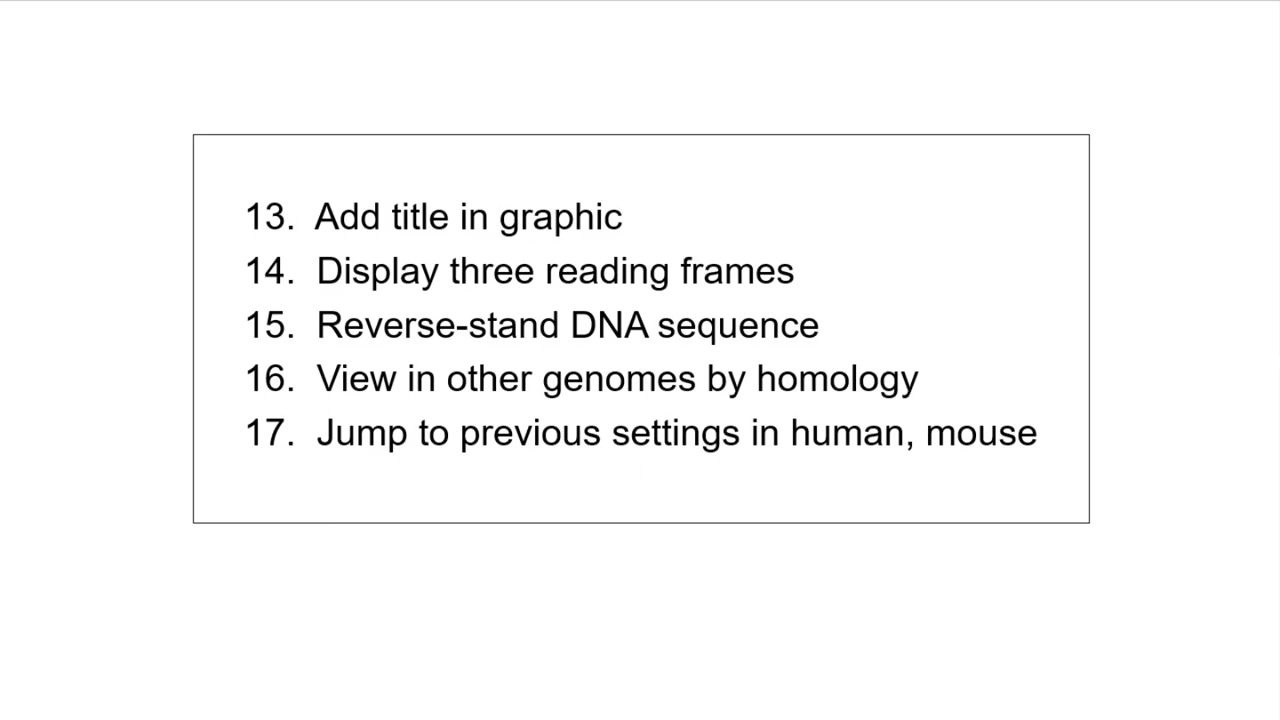 13. Add title in graphic
14. Display three reading frames
15. Reverse-stand DNA sequence
16. View in other genomes by homology
17. Jump to previous settings in human, mouse